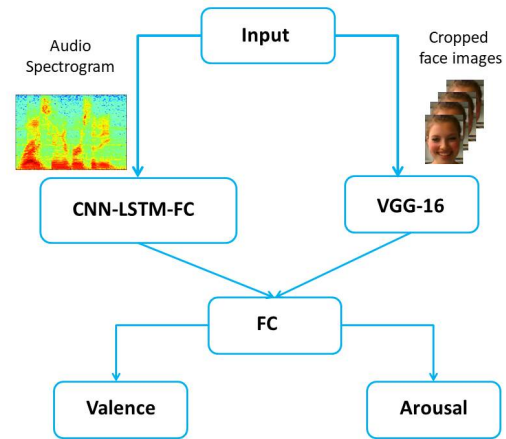 Input
Audio
Spectrogram
Cropped
face images
CNN-LSTM-FC
VGG-16
FC
Valence
Arousal